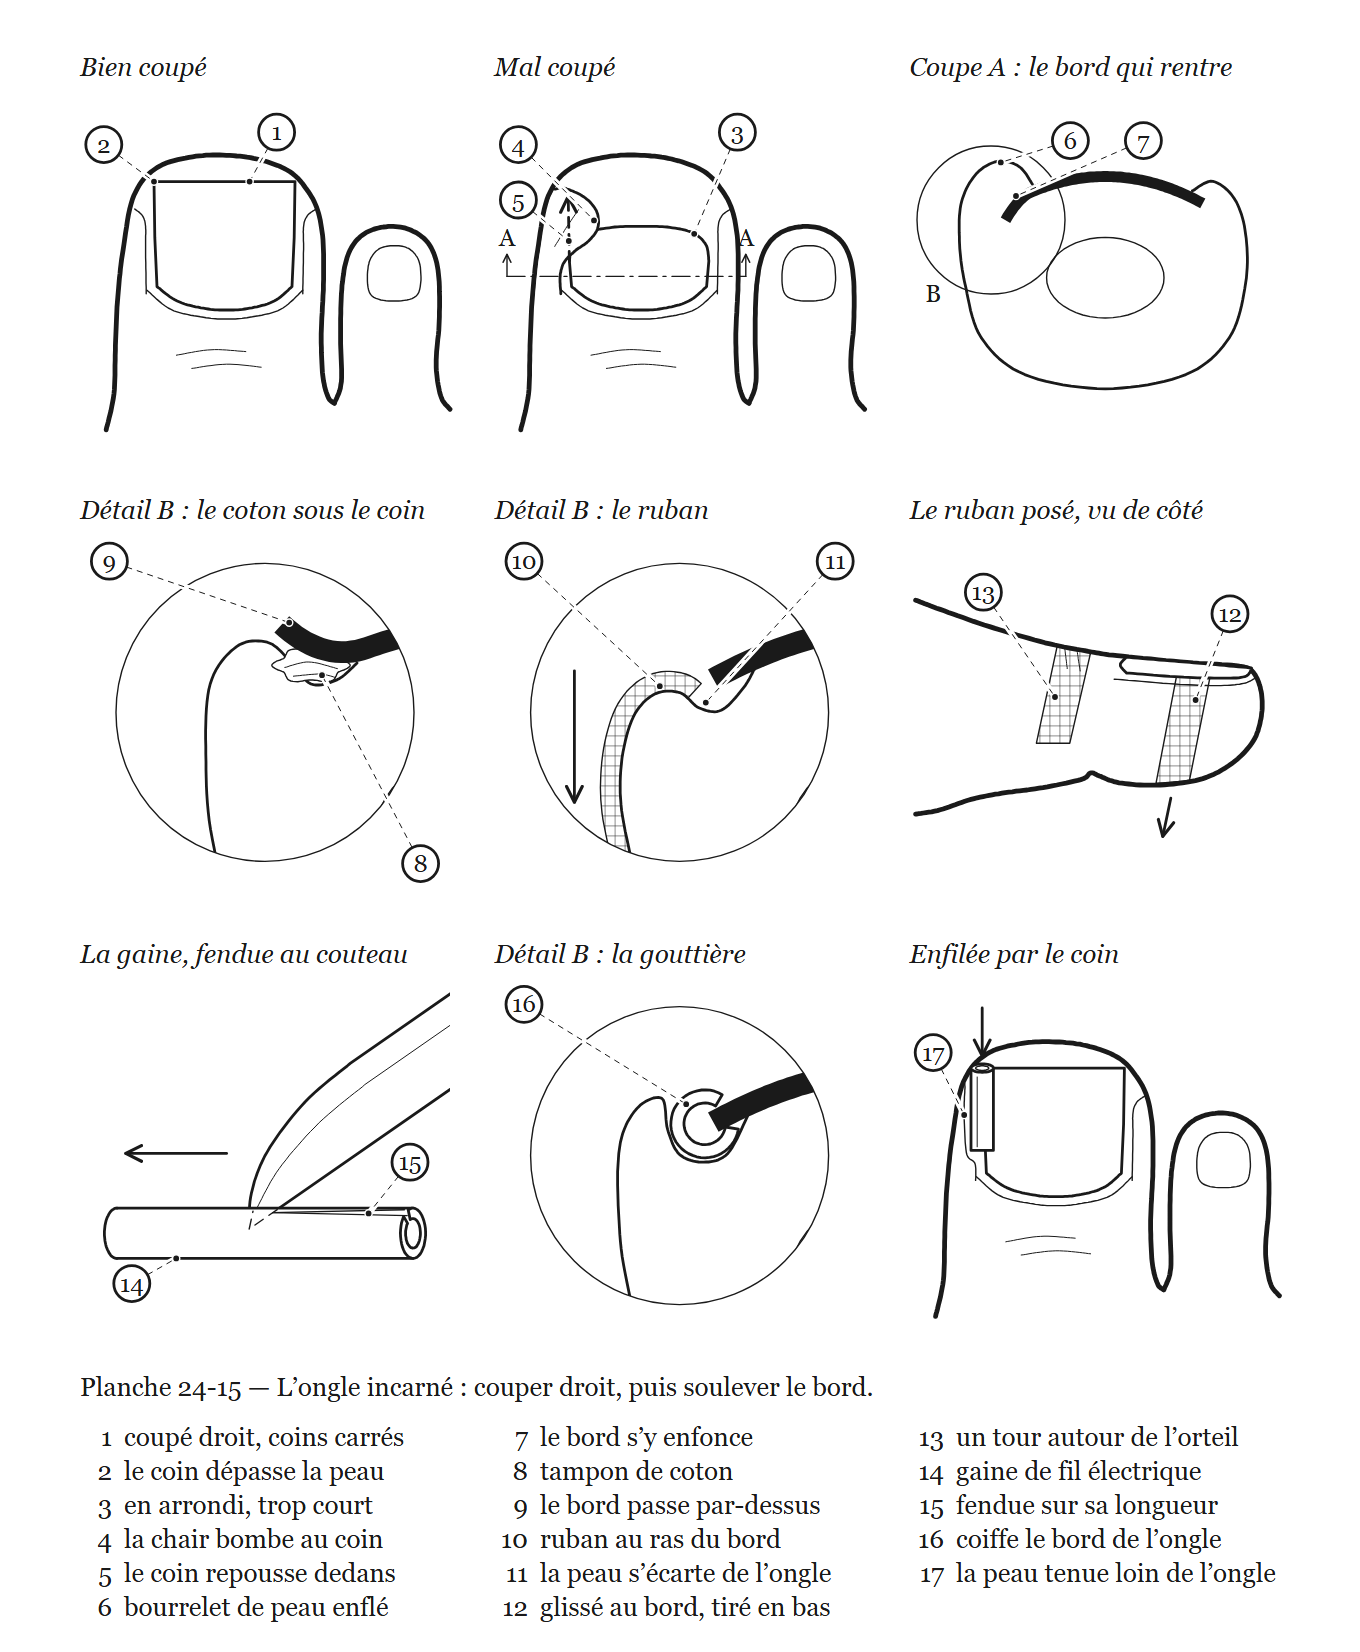 Bien coupé
Mal coupé
Coupe A : le bord qui rentre
2
1
4
3
5
A
A
6
7
B
Détail B : le coton sous le coin
Détail B : le ruban
Le ruban posé, vu de côté
9
8
10
11
13
12
La gaine, fendue au couteau
Détail B : la gouttière
Enfilée par le coin
15
14
16
17
Planche 24-15 — L’ongle incarné : couper droit, puis soulever le bord.
1 coupé droit, coins carrés
2 le coin dépasse la peau
3 en arrondi, trop court
4 la chair bombe au coin
5 le coin repousse dedans
6 bourrelet de peau enflé
7 le bord s’y enfonce
8 tampon de coton
9 le bord passe par-dessus
10 ruban au ras du bord
11 la peau s’écarte de l’ongle
12 glissé au bord, tiré en bas
13 un tour autour de l’orteil
14 gaine de fil électrique
15 fendue sur sa longueur
16 coiffe le bord de l’ongle
17 la peau tenue loin de l’ongle